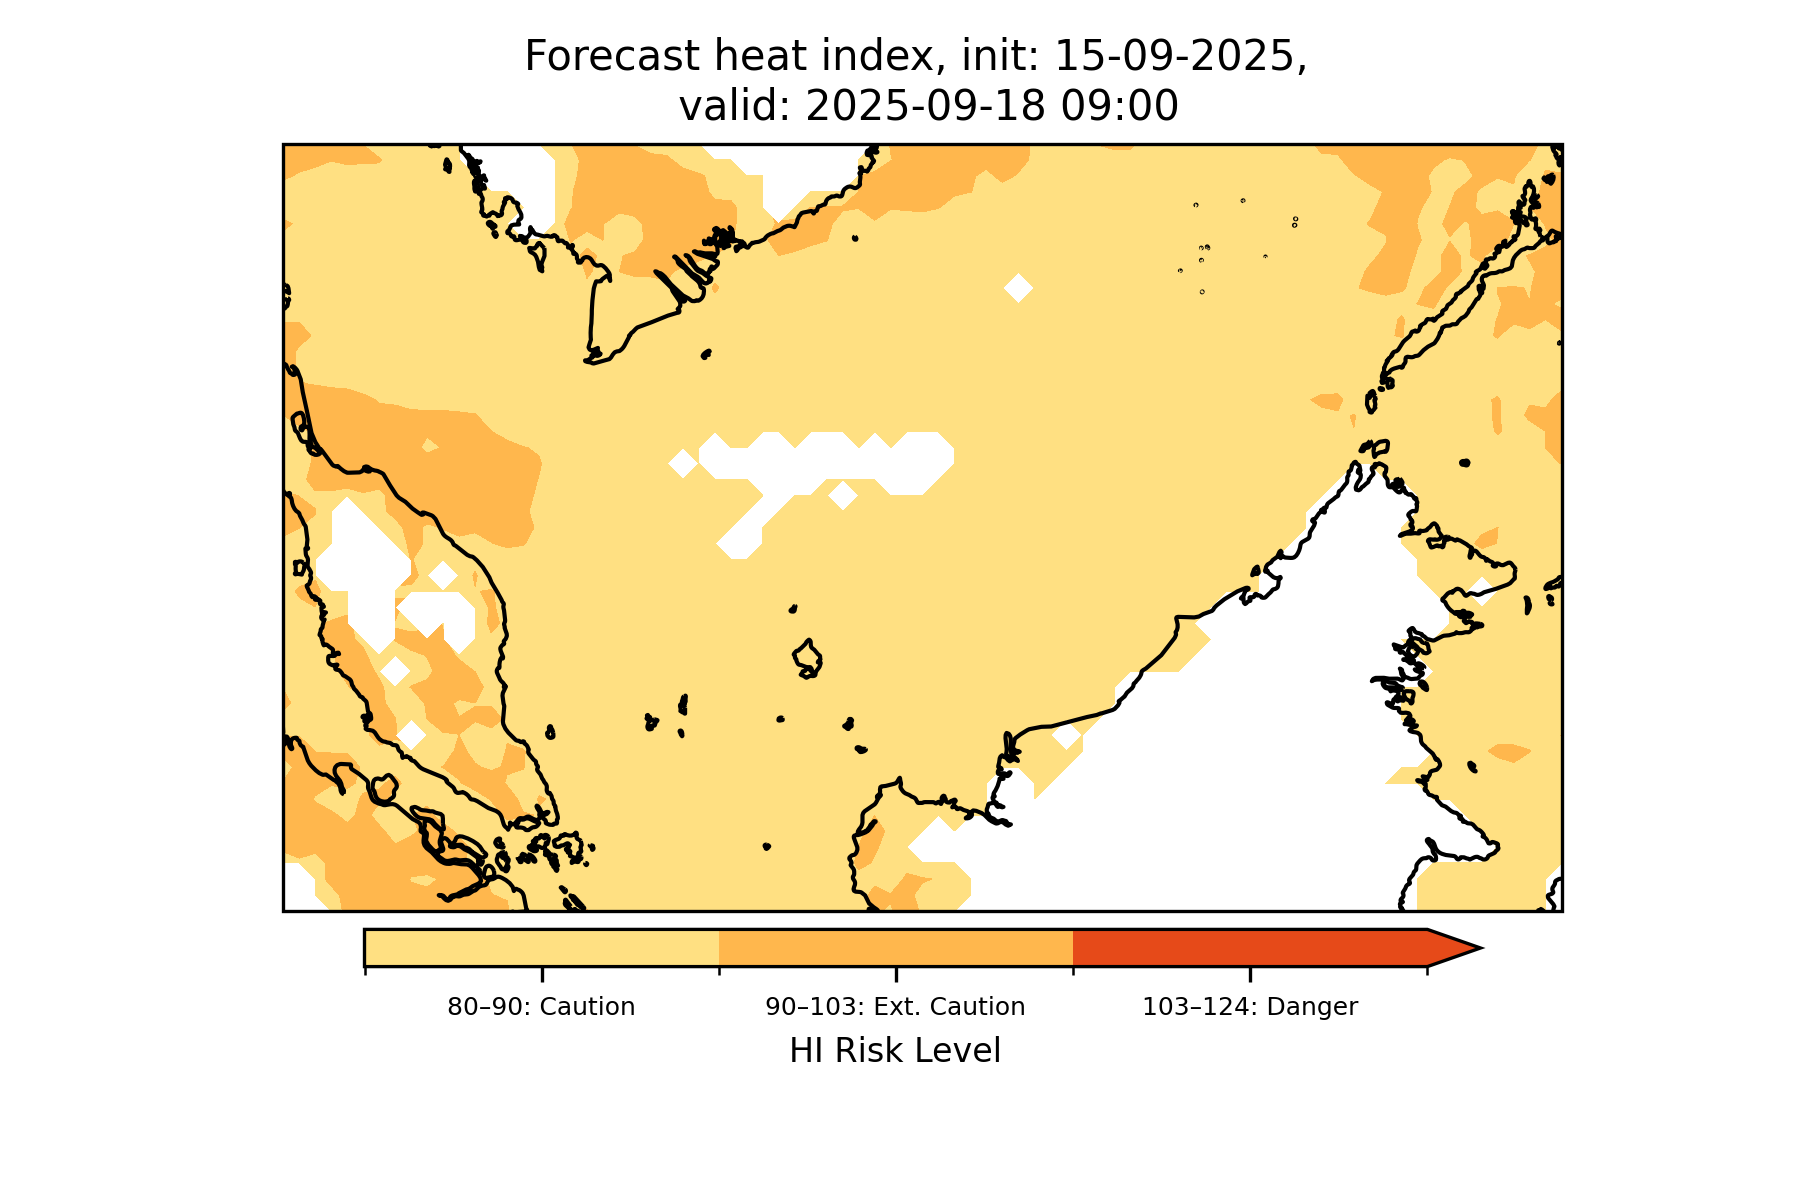 Forecast heat index, init: 15-09-2025,
valid: 2025-09-18 09:00
80–90: Caution
90–103: Ext. Caution
103–124: Danger
HI Risk Level